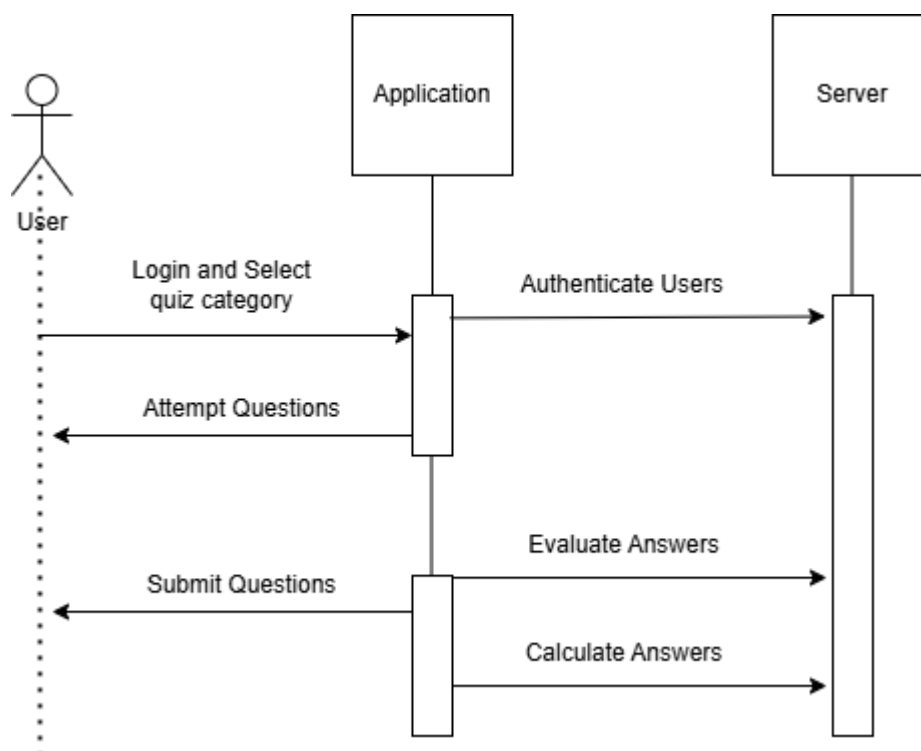 Application
Server
User
Login and Select
quiz category
Authenticate Users
Attempt Questions
Evaluate Answers
Submit Questions
Calculate Answers